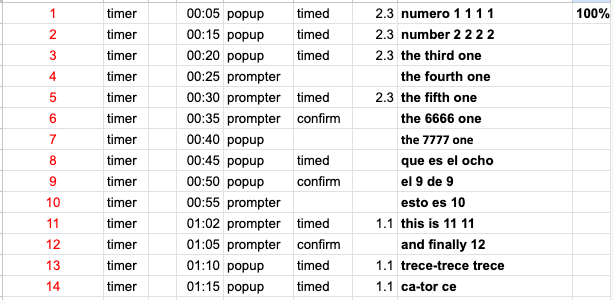 1 timer 00:05 popup timed 2.3 numero 1 1 1 1 100%
2 timer 00:15 popup timed 2.3 number 2 2 2 2
3 timer 00:20 popup timed 2.3 the third one
4 timer 00:25 prompter the fourth one
5 timer 00:30 prompter timed 2.3 the fifth one
6 timer 00:35 prompter confirm the 6666 one
7 timer 00:40 popup the 7777 one
8 timer 00:45 popup timed que es el ocho
9 timer 00:50 popup confirm el 9 de 9
10 timer 00:55 prompter esto es 10
11 timer 01:02 prompter timed 1.1 this is 11 11
12 timer 01:05 prompter confirm and finally 12
13 timer 01:10 popup timed 1.1 trece-trece trece
14 timer 01:15 popup timed 1.1 ca-tor ce